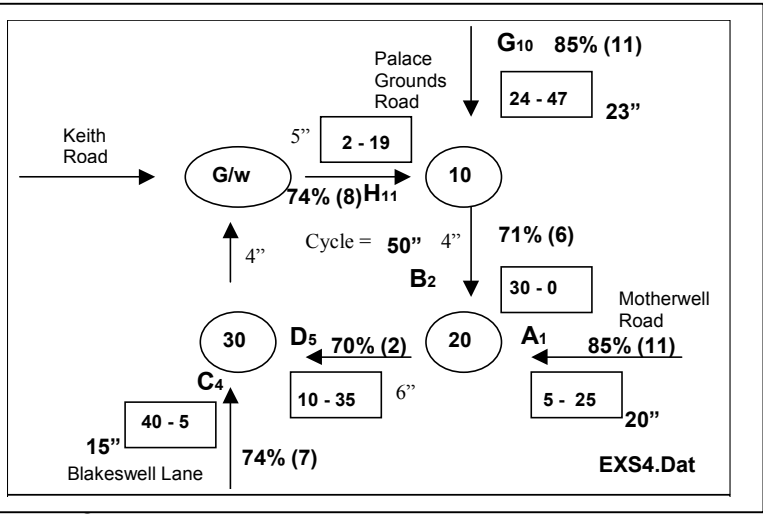 G10 85% (11)
Palace
Grounds
Road
24 - 47
23”
Keith
Road
5”
2 - 19
G/w
10
74% (8)
H11
71% (6)
Cycle = 50”
4”
4”
B2
30 - 0
Motherwell
Road
30
D5
70% (2)
20
A1
85% (11)
C4
10 - 35
6”
5 - 25
20”
40 - 5
15”
74% (7)
Blakeswell Lane
EXS4.Dat